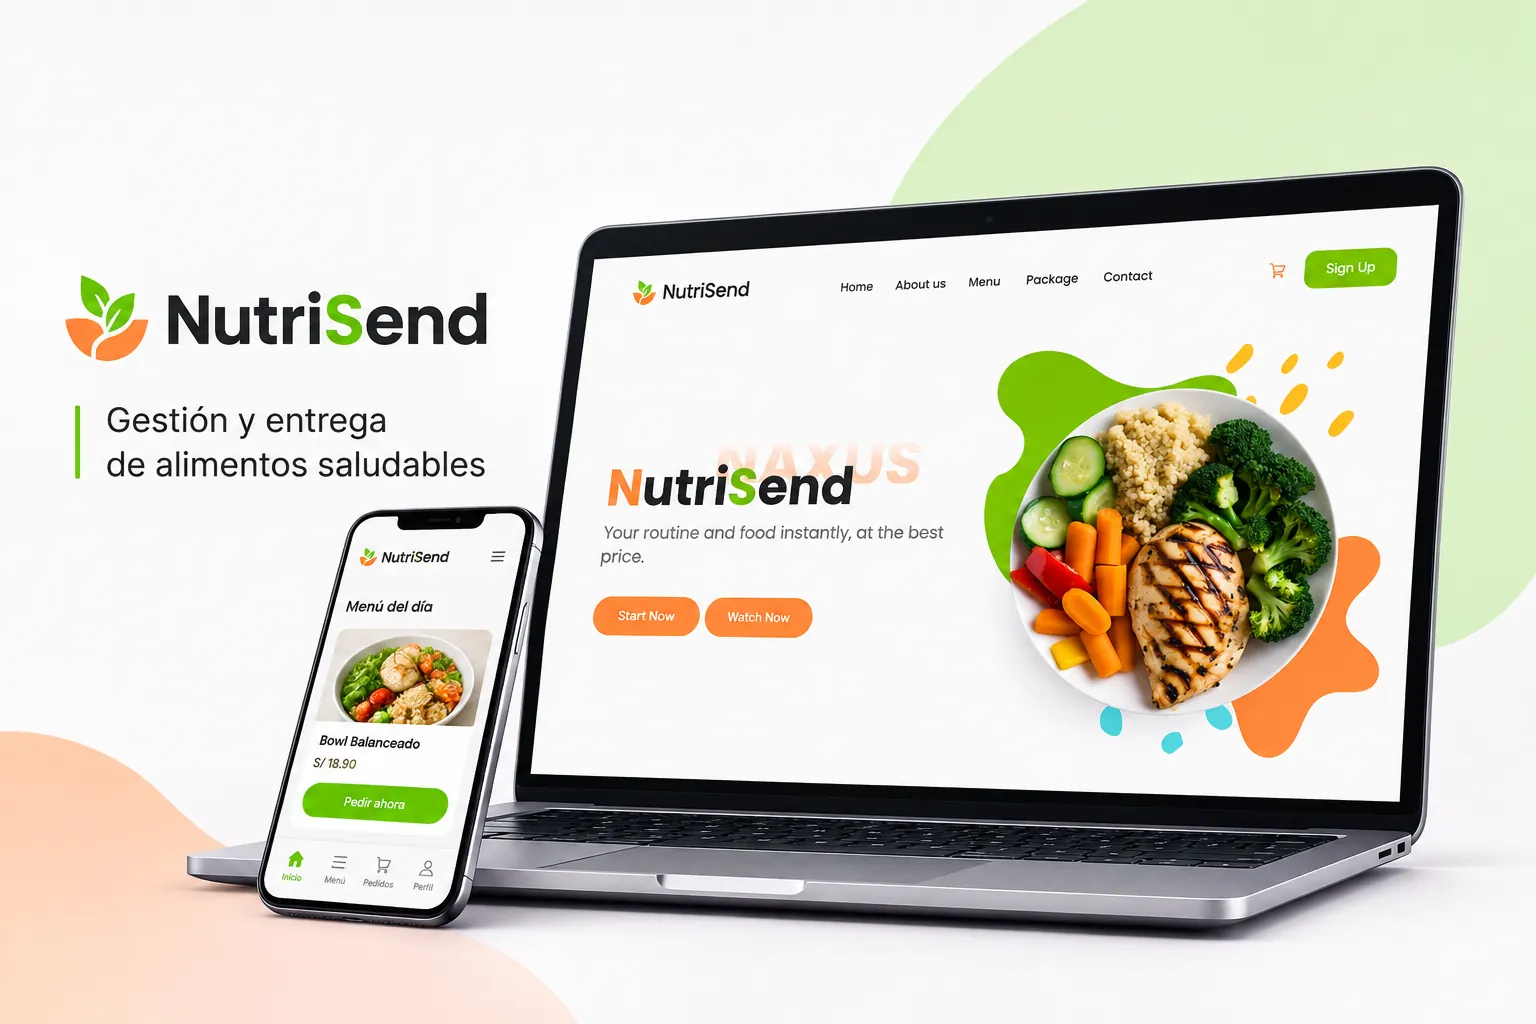 NutriSend
Gestión y entrega
de alimentos saludables
NutriSend
Home About us Menu Package Contact
Sign Up
NAXUS
NutriSend
Your routine and food instantly, at the best
price.
Start Now Watch Now
NutriSend
Menú del día
Bowl Balanceado
S/ 18.90
Pedir ahora
Inicio Menú Pedidos Perfil